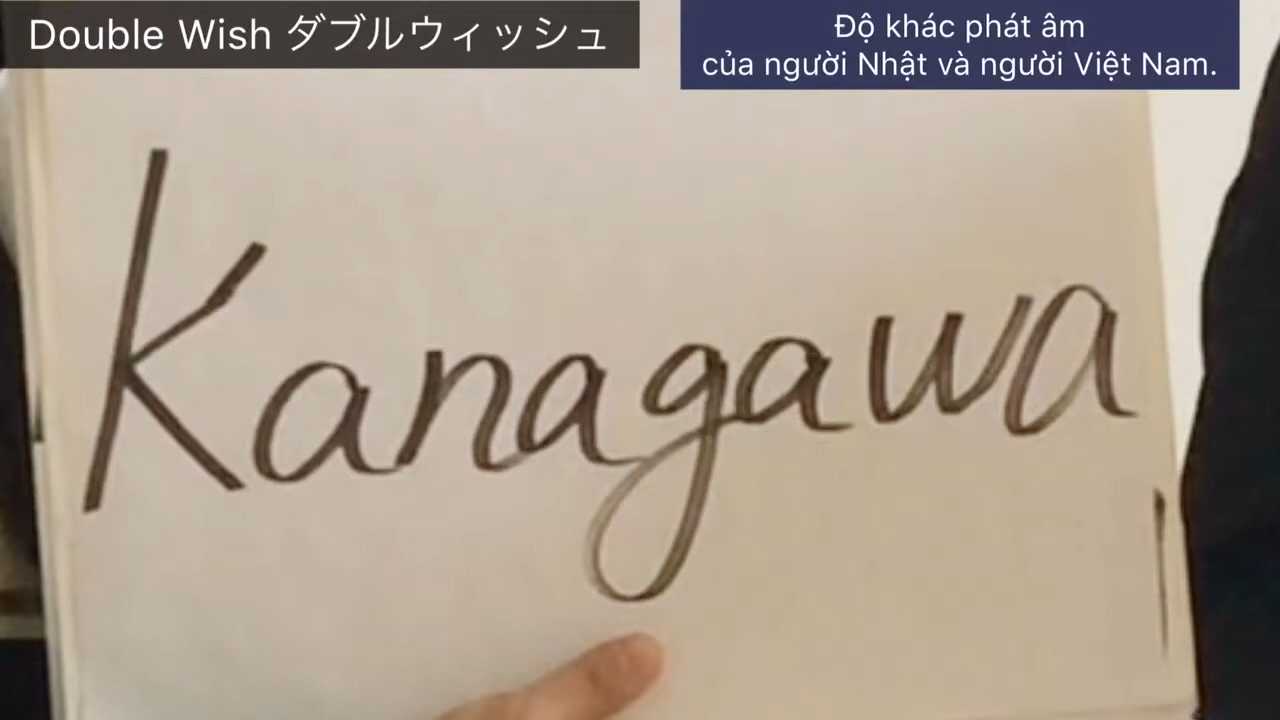 Double Wish ダブルウィッシュ
Độ khác phát âm
của người Nhật và người Việt Nam.
Kanagawa